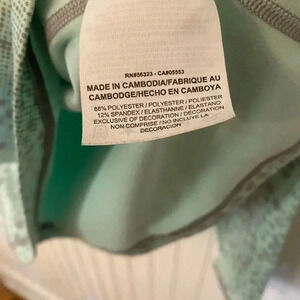 RN#56323 - CA#05553
MADE IN CAMBODIA/FABRIQUE AU
CAMBODGE/HECHO EN CAMBOYA
88% POLYESTER / POLYESTER / POLIESTER
12% SPANDEX / ELASTHANNE / ELASTANO
EXCLUSIVE OF DECORATION / DECORATION
NON COMPRISE / NO INCLUYE LA
DECORACION